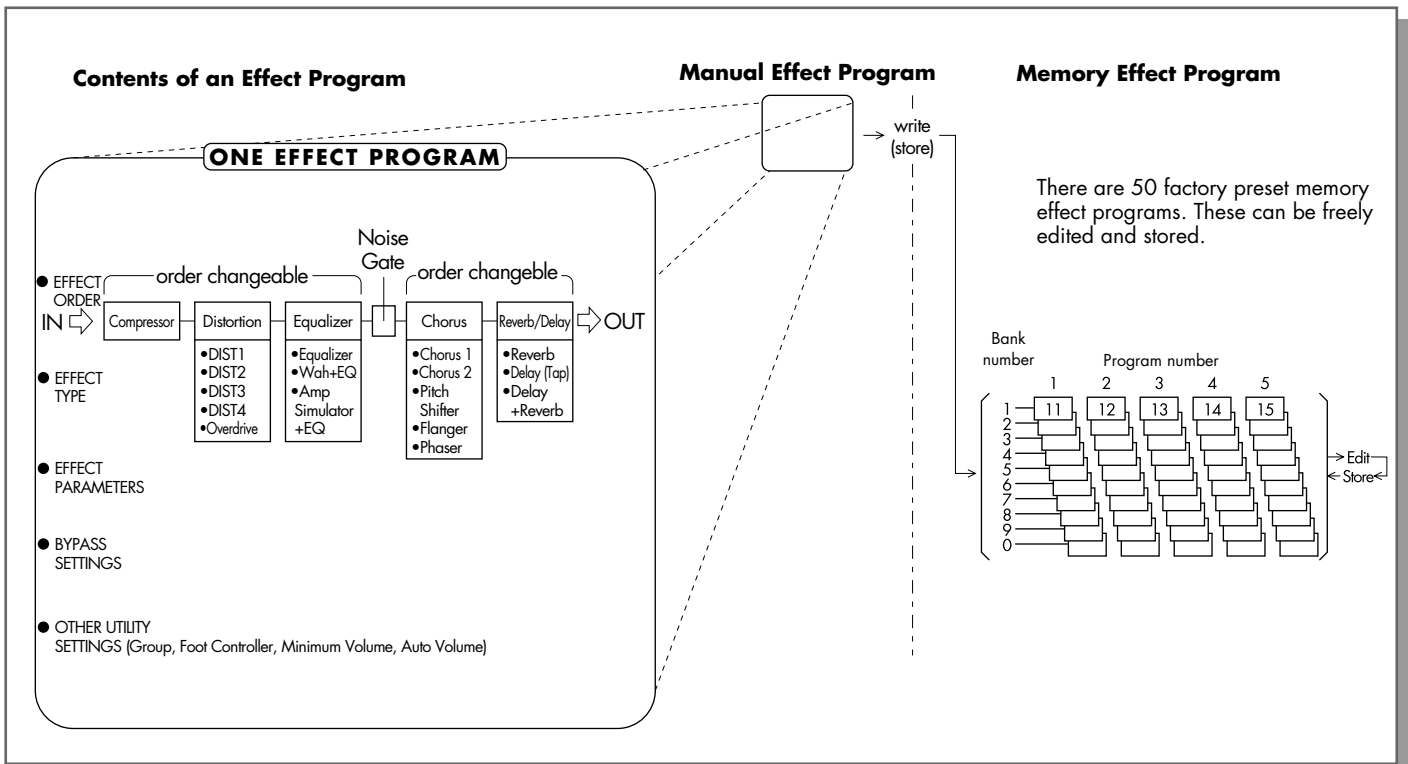 Contents of an Effect Program
Manual Effect Program
Memory Effect Program
ONE EFFECT PROGRAM
write
(store)
There are 50 factory preset memory
effect programs. These can be freely
edited and stored.
Noise
Gate
● EFFECT
ORDER
order changeable
order changeble
IN
Compressor
Distortion
Equalizer
Chorus
Reverb/Delay
OUT
● EFFECT
TYPE
•DIST1
•DIST2
•DIST3
•DIST4
•Overdrive
•Equalizer
•Wah+EQ
•Amp
Simulator
+EQ
•Chorus 1
•Chorus 2
•Pitch
Shifter
•Flanger
•Phaser
•Reverb
•Delay (Tap)
•Delay
+Reverb
● EFFECT
PARAMETERS
● BYPASS
SETTINGS
● OTHER UTILITY
SETTINGS (Group, Foot Controller, Minimum Volume, Auto Volume)
Bank
number
Program number
1 2 3 4 5
1 11 12 13 14 15
2
3
4
5
6
7
8
9
0
Edit
Store